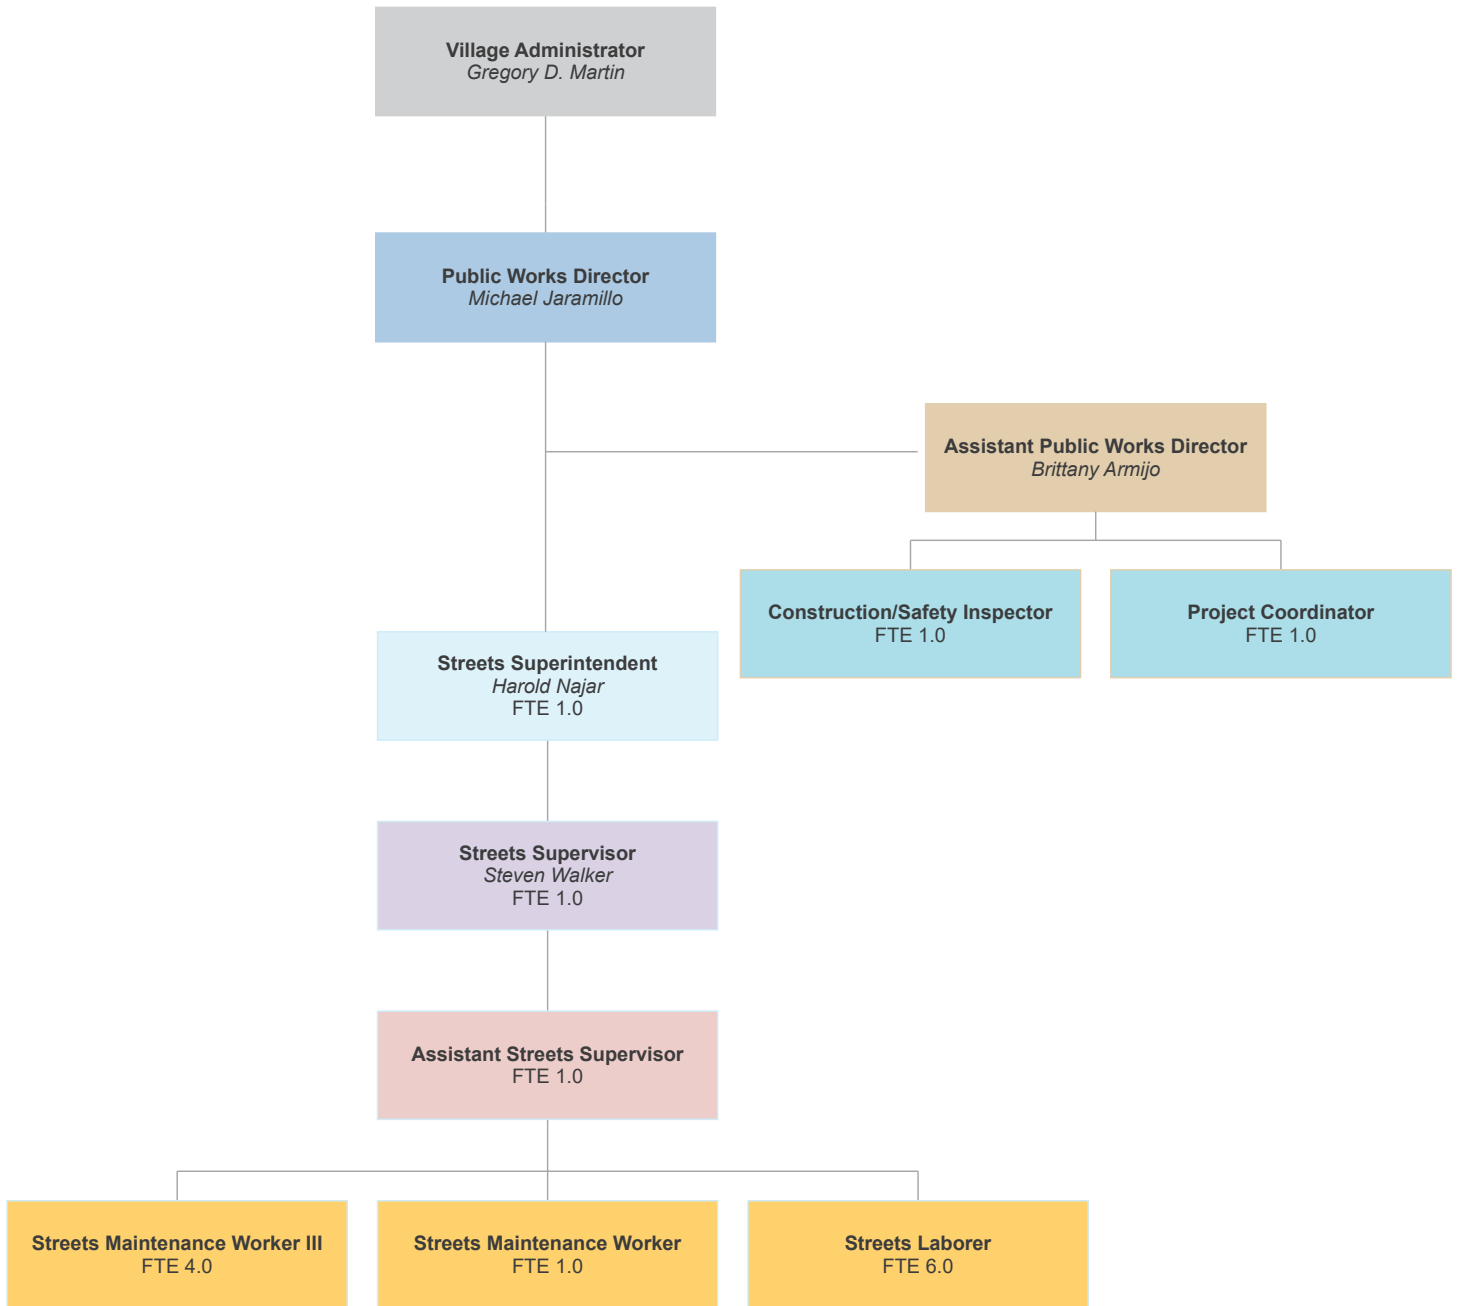 Village Administrator
Gregory D. Martin
Public Works Director
Michael Jaramillo
Assistant Public Works Director
Brittany Armijo
Construction/Safety Inspector
FTE 1.0
Project Coordinator
FTE 1.0
Streets Superintendent
Harold Najar
FTE 1.0
Streets Supervisor
Steven Walker
FTE 1.0
Assistant Streets Supervisor
FTE 1.0
Streets Maintenance Worker III
FTE 4.0
Streets Maintenance Worker
FTE 1.0
Streets Laborer
FTE 6.0